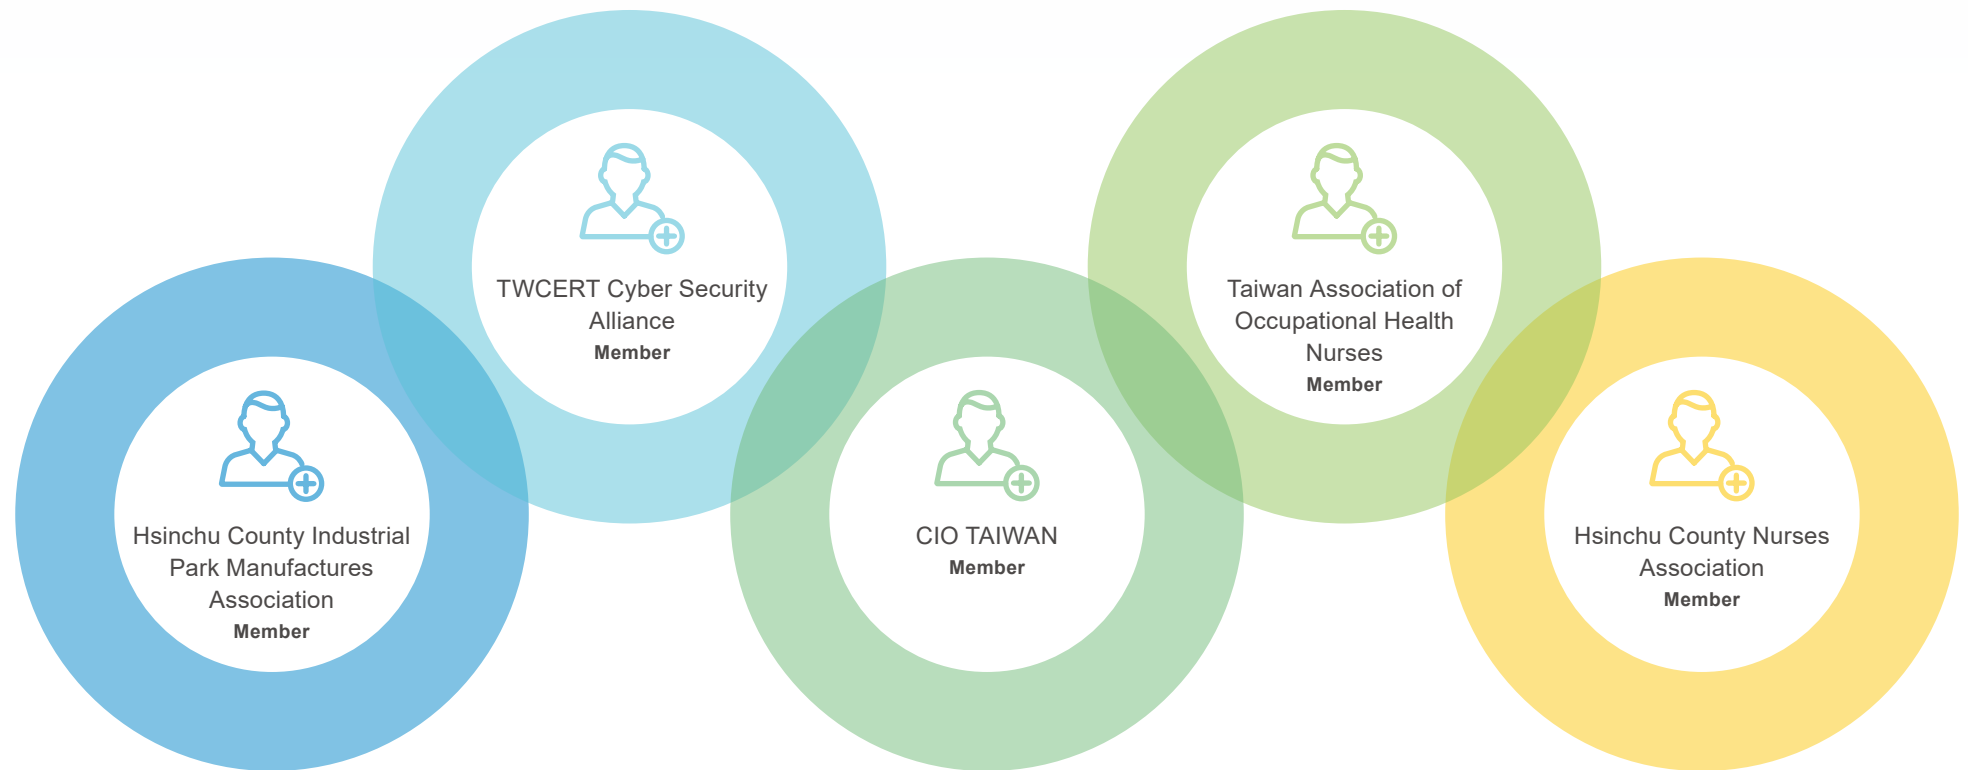 Hsinchu County Industrial
Park Manufactures
Association
Member
TWCERT Cyber Security
Alliance
Member
CIO TAIWAN
Member
Taiwan Association of
Occupational Health
Nurses
Member
Hsinchu County Nurses
Association
Member